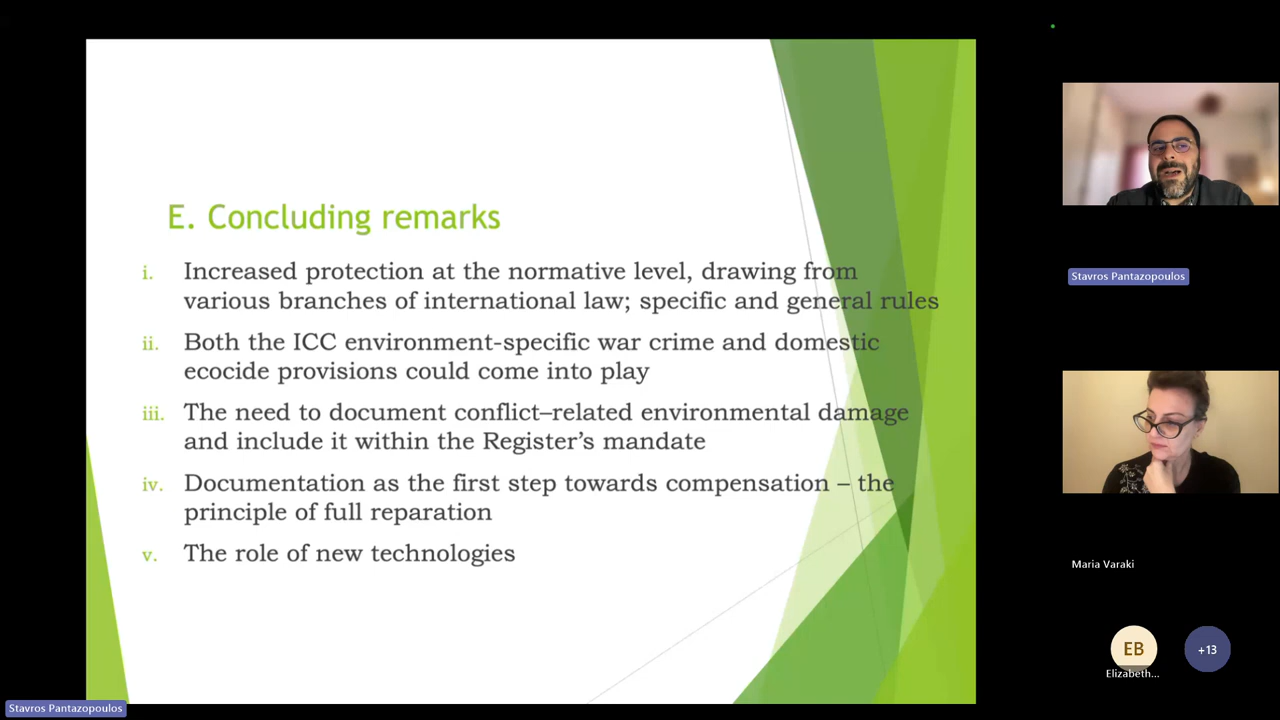 E. Concluding remarks
i. Increased protection at the normative level, drawing from
various branches of international law; specific and general rules
ii. Both the ICC environment-specific war crime and domestic
ecocide provisions could come into play
iii. The need to document conflict–related environmental damage
and include it within the Register's mandate
iv. Documentation as the first step towards compensation – the
principle of full reparation
v. The role of new technologies
Stavros Pantazopoulos
Maria Varaki
EB
+13
Elizabeth...
Stavros Pantazopoulos